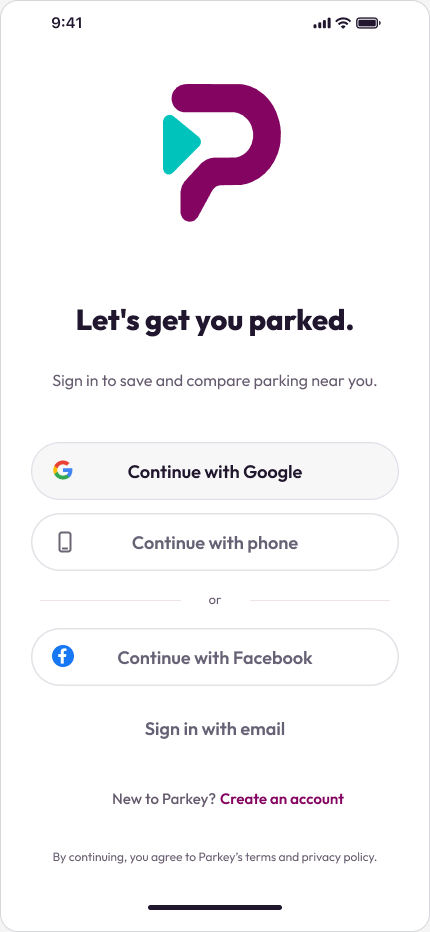 9:41
Let's get you parked.
Sign in to save and compare parking near you.
Continue with Google
Continue with phone
or
Continue with Facebook
Sign in with email
New to Parkey? Create an account
By continuing, you agree to Parkey’s terms and privacy policy.